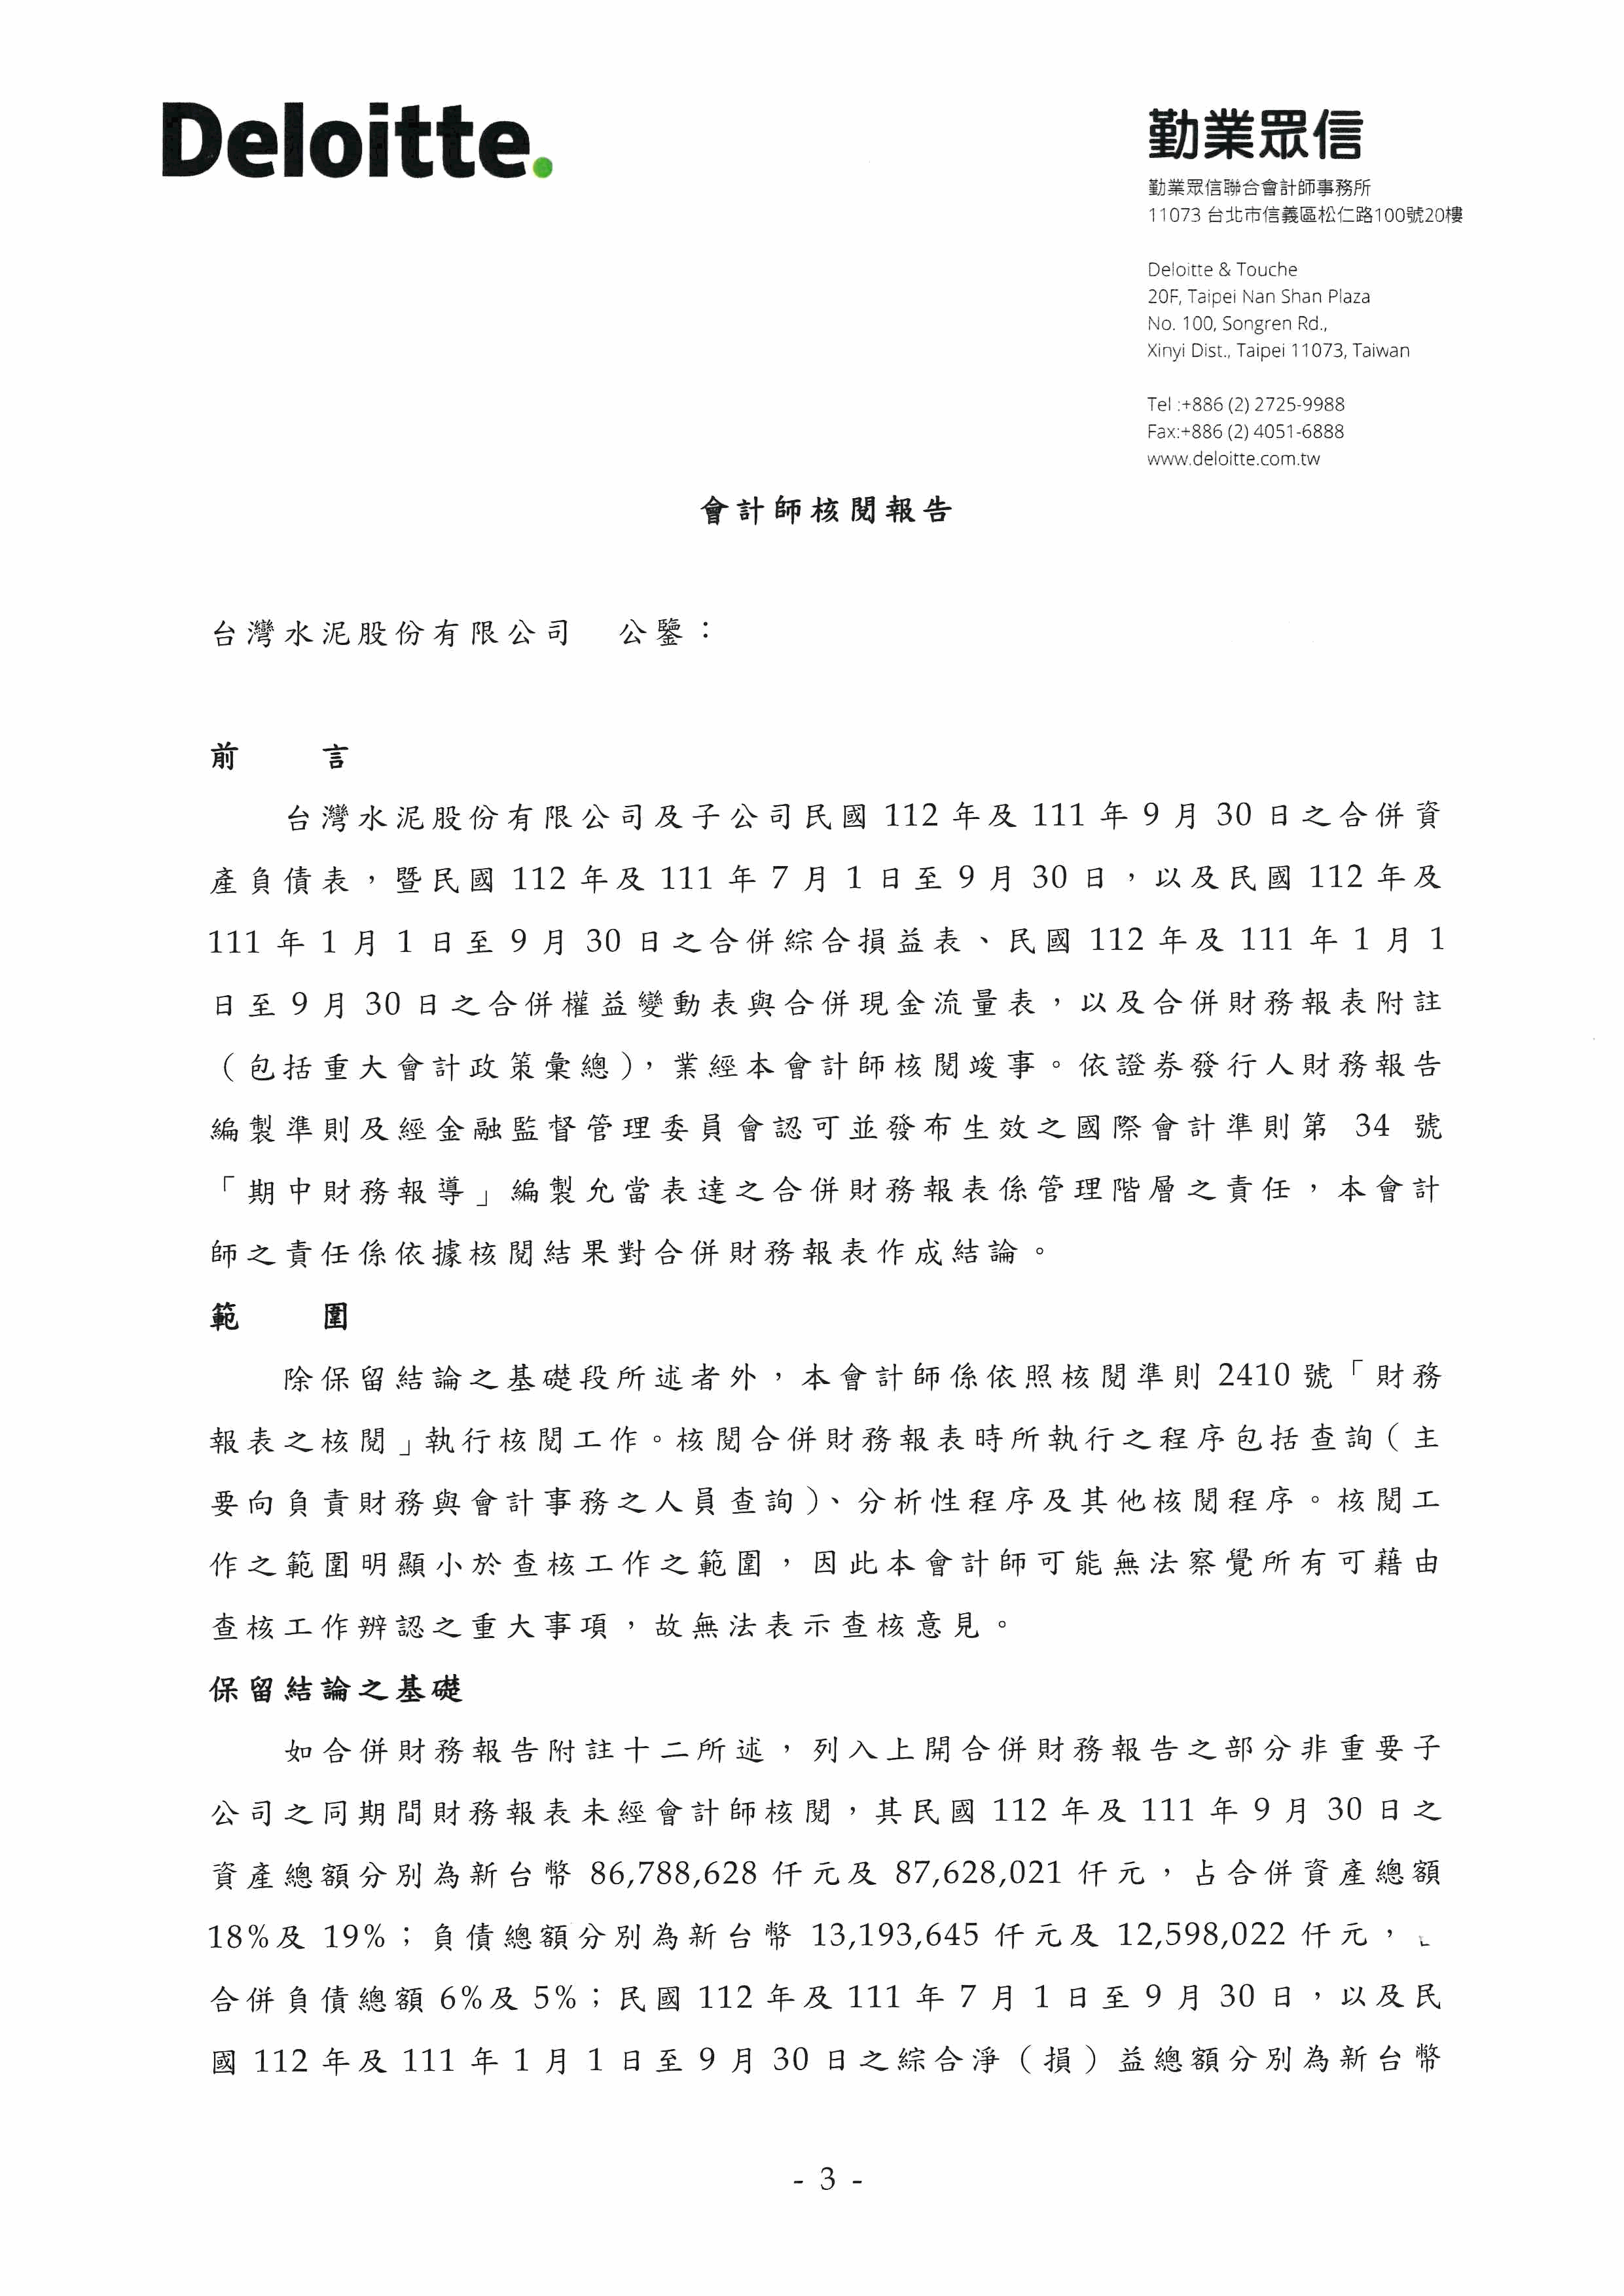 Deloitte.
勤業眾信
勤業眾信聯合會計師事務所
11073 台北市信義區松仁路100號20樓
Deloitte & Touche
20F, Taipei Nan Shan Plaza
No. 100, Songren Rd.,
Xinyi Dist., Taipei 11073, Taiwan
Tel :+886 (2) 2725-9988
Fax:+886 (2) 4051-6888
www.deloitte.com.tw
會計師核閱報告
台灣水泥股份有限公司 公鑒：
前 言
台灣水泥股份有限公司及子公司民國 112 年及 111 年 9 月 30 日之合併資
產負債表，暨民國 112 年及 111 年 7 月 1 日至 9 月 30 日，以及民國 112 年及
111 年 1 月 1 日至 9 月 30 日之合併綜合損益表、民國 112 年及 111 年 1 月 1
日至 9 月 30 日之合併權益變動表與合併現金流量表，以及合併財務報表附註
（包括重大會計政策彙總），業經本會計師核閱竣事。依證券發行人財務報告
編製準則及經金融監督管理委員會認可並發布生效之國際會計準則第 34 號
「期中財務報導」編製允當表達之合併財務報表係管理階層之責任，本會計
師之責任係依據核閱結果對合併財務報表作成結論。
範 圍
除保留結論之基礎段所述者外，本會計師係依照核閱準則 2410 號「財務
報表之核閱」執行核閱工作。核閱合併財務報表時所執行之程序包括查詢（主
要向負責財務與會計事務之人員查詢）、分析性程序及其他核閱程序。核閱工
作之範圍明顯小於查核工作之範圍，因此本會計師可能無法察覺所有可藉由
查核工作辨認之重大事項，故無法表示查核意見。
保留結論之基礎
如合併財務報告附註十二所述，列入上開合併財務報告之部分非重要子
公司之同期間財務報表未經會計師核閱，其民國 112 年及 111 年 9 月 30 日之
資產總額分別為新台幣 86,788,628 仟元及 87,628,021 仟元，占合併資產總額
18%及 19%；負債總額分別為新台幣 13,193,645 仟元及 12,598,022 仟元，
合併負債總額 6%及 5%；民國 112 年及 111 年 7 月 1 日至 9 月 30 日，以及民
國 112 年及 111 年 1 月 1 日至 9 月 30 日之綜合淨（損）益總額分別為新台幣
- 3 -